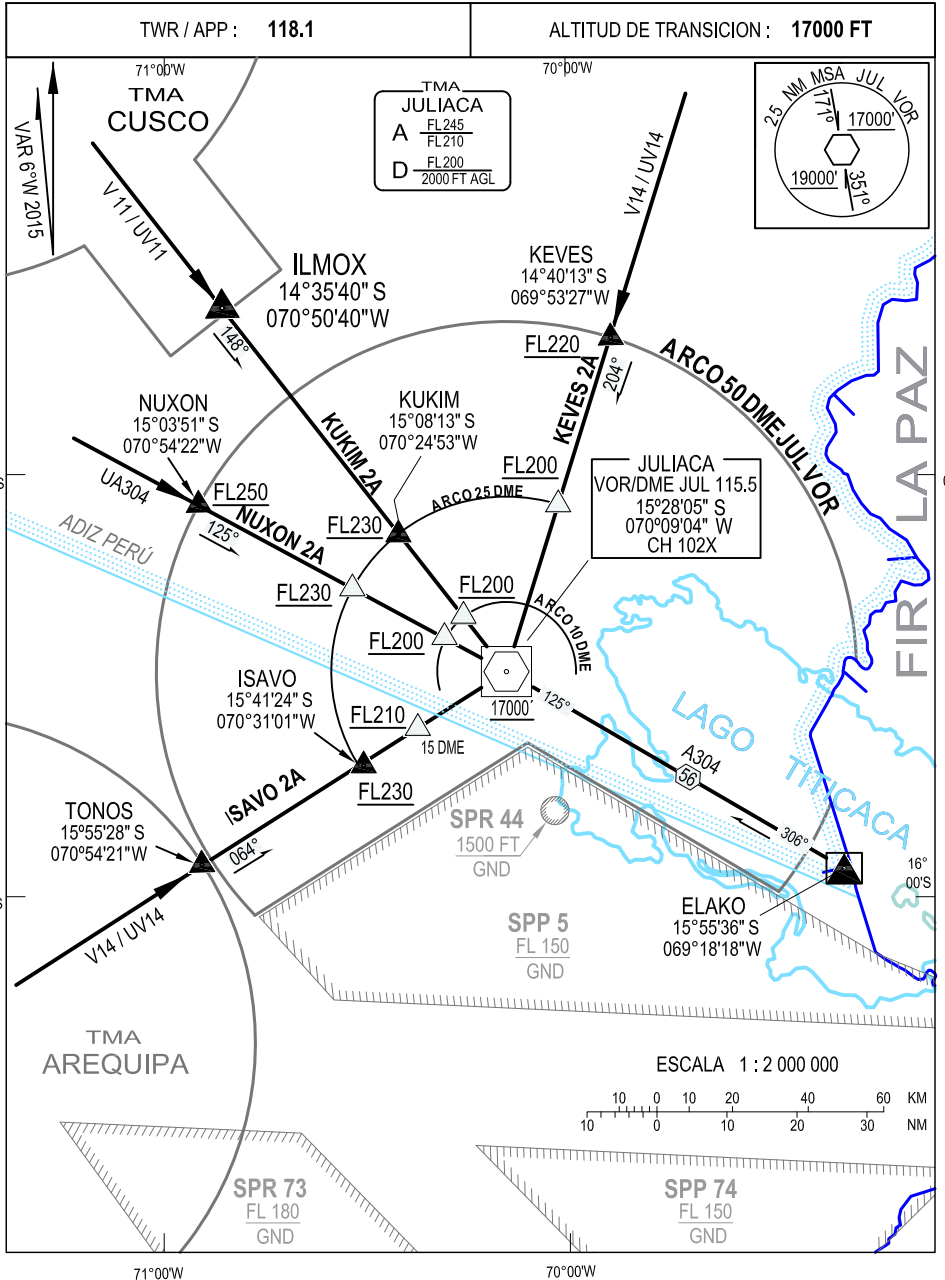 TWR / APP : 118.1
ALTITUD DE TRANSICION : 17000 FT
71°00'W
70°00'W
VAR 6°W 2015
TMA
CUSCO
TMA
JULIACA
A FL245
FL210
D FL200
2000 FT AGL
25 NM MSA JUL VOR
171°
17000'
19000'
351°
V 11 / UV11
V14 / UV14
ILMOX
14°35'40" S
070°50'40"W
148°
KEVES
14°40'13" S
069°53'27"W
FL220
204°
KEVES 2A
ARCO 50 DME JUL VOR
FIR LA PAZ
NUXON
15°03'51" S
070°54'22"W
KUKIM 2A
KUKIM
15°08'13" S
070°24'53"W
FL200
JULIACA
VOR/DME JUL 115.5
15°28'05" S
070°09'04" W
CH 102X
UA304
FL250
125°
NUXON 2A
FL230
ARCO 25 DME
ADIZ PERÚ
FL230
FL200
FL200
ARCO 10 DME
ISAVO
15°41'24" S
070°31'01"W
FL210
15 DME
17000'
125°
LAGO
TITICACA
A304
56
306°
ISAVO 2A
FL230
TONOS
15°55'28" S
070°54'21"W
064°
V14 / UV14
SPR 44
1500 FT
GND
16°
00'S
ELAKO
15°55'36" S
069°18'18"W
SPP 5
FL 150
GND
TMA
AREQUIPA
ESCALA 1 : 2 000 000
10 0 10 20 40 60 KM
10 0 10 20 30 NM
SPR 73
FL 180
GND
SPP 74
FL 150
GND
71°00'W
70°00'W